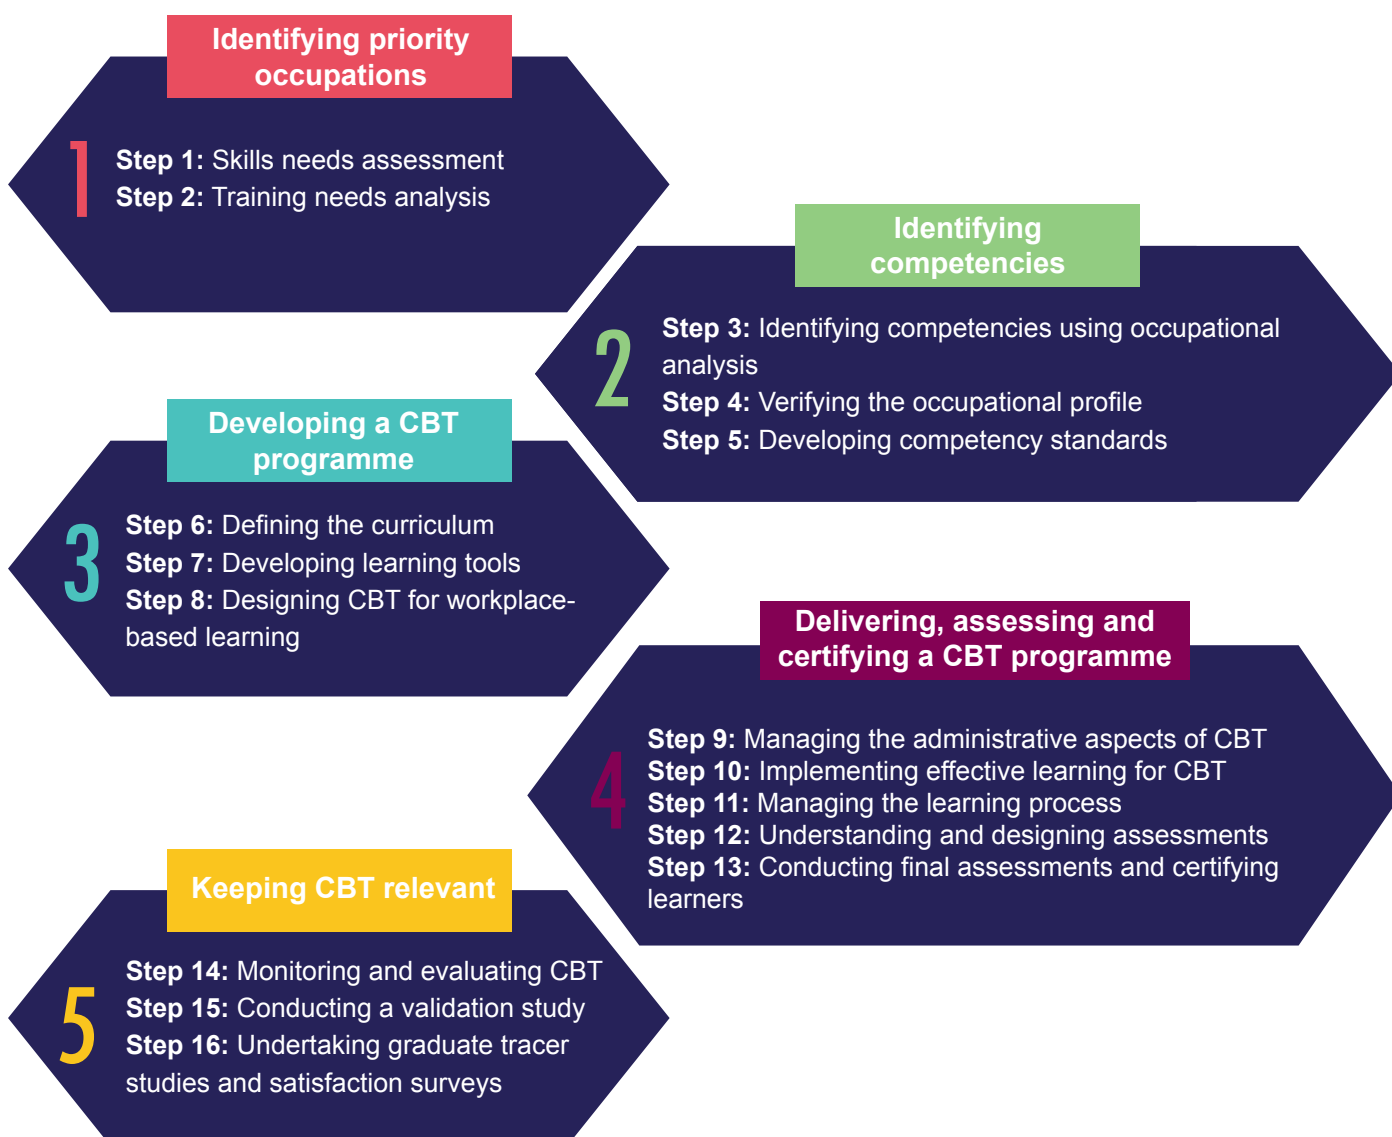 Identifying priority
occupations
1
Step 1: Skills needs assessment
Step 2: Training needs analysis
Identifying
competencies
2
Step 3: Identifying competencies using occupational
analysis
Step 4: Verifying the occupational profile
Step 5: Developing competency standards
Developing a CBT
programme
3
Step 6: Defining the curriculum
Step 7: Developing learning tools
Step 8: Designing CBT for workplace-
based learning
Delivering, assessing and
certifying a CBT programme
4
Step 9: Managing the administrative aspects of CBT
Step 10: Implementing effective learning for CBT
Step 11: Managing the learning process
Step 12: Understanding and designing assessments
Step 13: Conducting final assessments and certifying
learners
Keeping CBT relevant
5
Step 14: Monitoring and evaluating CBT
Step 15: Conducting a validation study
Step 16: Undertaking graduate tracer
studies and satisfaction surveys